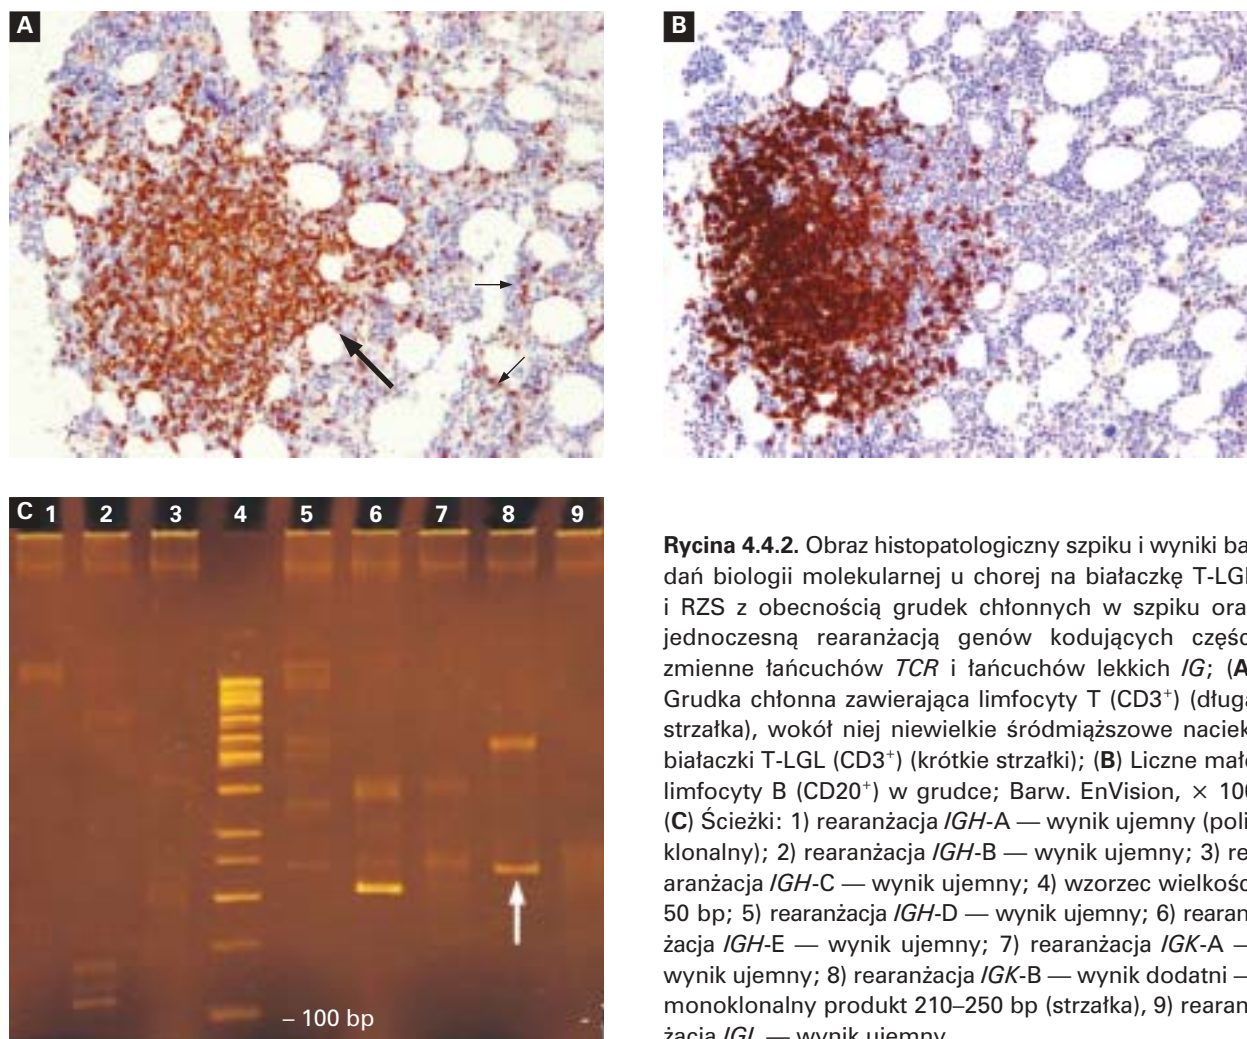 A
B
C 1 2 3 4 5 6 7 8 9
– 100 bp
Rycina 4.4.2. Obraz histopatologiczny szpiku i wyniki ba
dań biologii molekularnej u chorej na białaczkę T-LGL
i RZS z obecnością grudek chłonnych w szpiku ora
jednoczesną rearanżacją genów kodujących częśc
zmienne łańcuchów TCR i łańcuchów lekkich IG; (A
Grudka chłonna zawierająca limfocyty T (CD3+) (długa
strzałka), wokół niej niewielkie śródmiąższowe naciek
białaczki T-LGL (CD3+) (krótkie strzałki); (B) Liczne małe
limfocyty B (CD20+) w grudce; Barw. EnVision, × 100
(C) Ścieżki: 1) rearanżacja IGH-A — wynik ujemny (poli
klonalny); 2) rearanżacja IGH-B — wynik ujemny; 3) re
aranżacja IGH-C — wynik ujemny; 4) wzorzec wielkośc
50 bp; 5) rearanżacja IGH-D — wynik ujemny; 6) rearan
żacja IGH-E — wynik ujemny; 7) rearanżacja IGK-A —
wynik ujemny; 8) rearanżacja IGK-B — wynik dodatni —
monoklonalny produkt 210–250 bp (strzałka), 9) rearan
żacja IGL — wynik ujemny